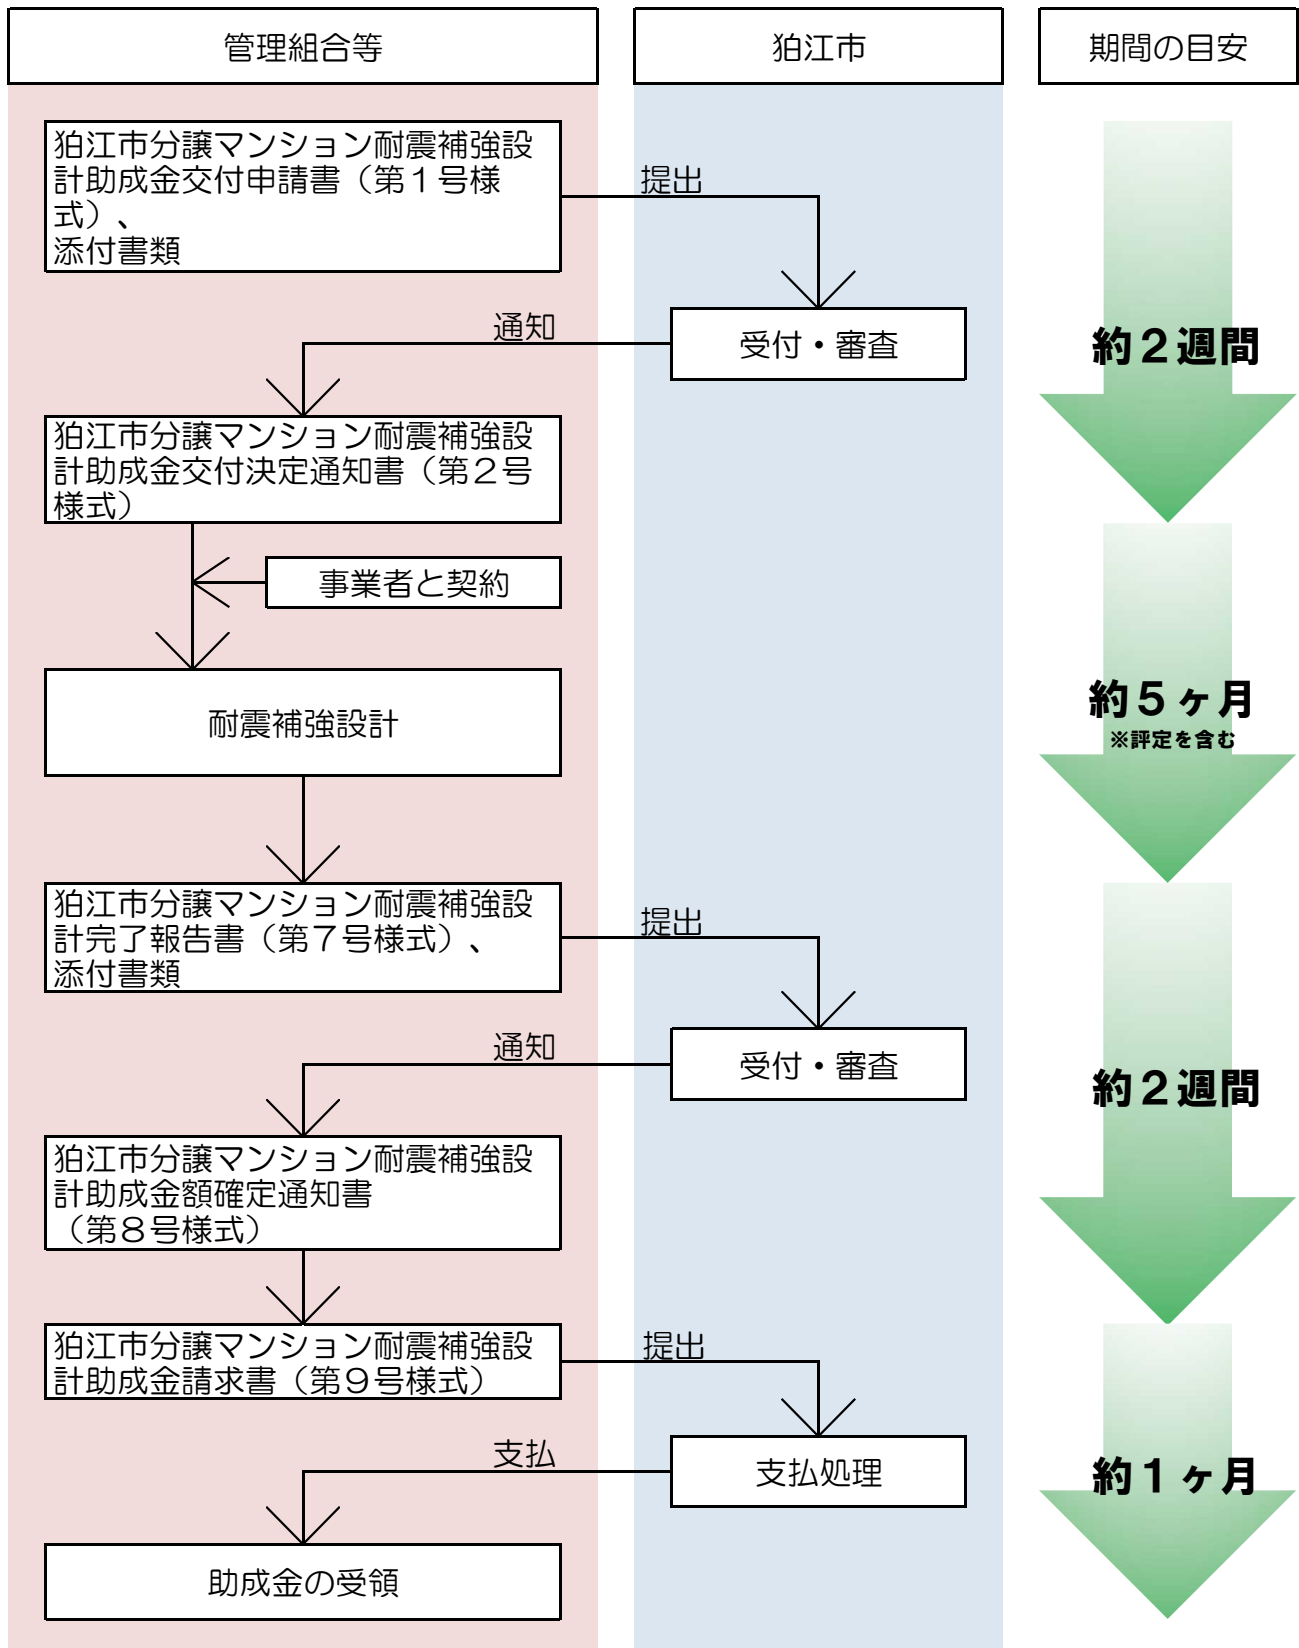 管理組合等
狛江市
期間の目安
狛江市分譲マンション耐震補強設
計助成金交付申請書（第１号様
式）、
添付書類
提出
受付・審査
約２週間
通知
狛江市分譲マンション耐震補強設
計助成金交付決定通知書（第２号
様式）
事業者と契約
耐震補強設計
約５ヶ月
※評定を含む
狛江市分譲マンション耐震補強設
計完了報告書（第７号様式）、
添付書類
提出
受付・審査
約２週間
通知
狛江市分譲マンション耐震補強設
計助成金額確定通知書
（第８号様式）
狛江市分譲マンション耐震補強設
計助成金請求書（第９号様式）
提出
支払処理
約１ヶ月
支払
助成金の受領